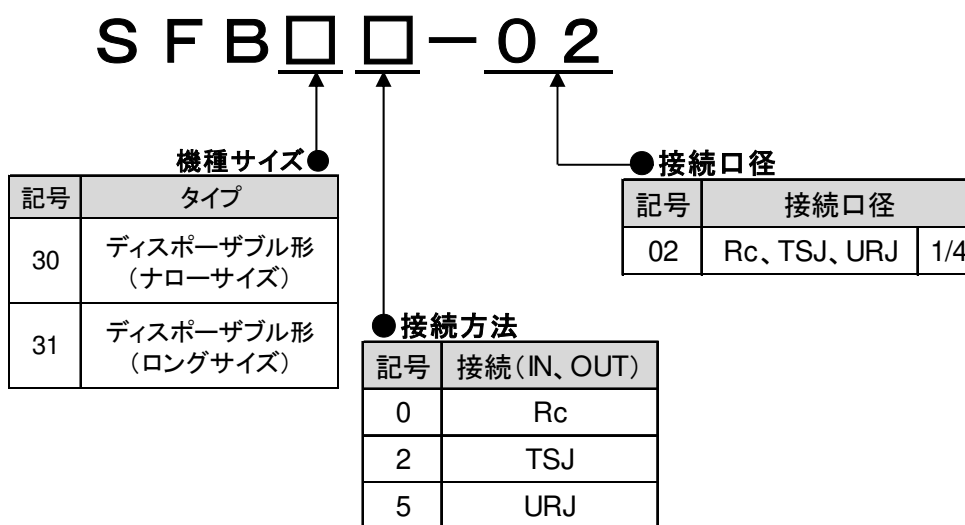 SFB□□－02
機種サイズ●
記号 タイプ
30 ディスポーザブル形
（ナローサイズ）
31 ディスポーザブル形
（ロングサイズ）
●接続方法
記号 接続（IN、OUT）
0 Rc
2 TSJ
5 URJ
●接続口径
記号 接続口径
02 Rc、TSJ、URJ 1/4